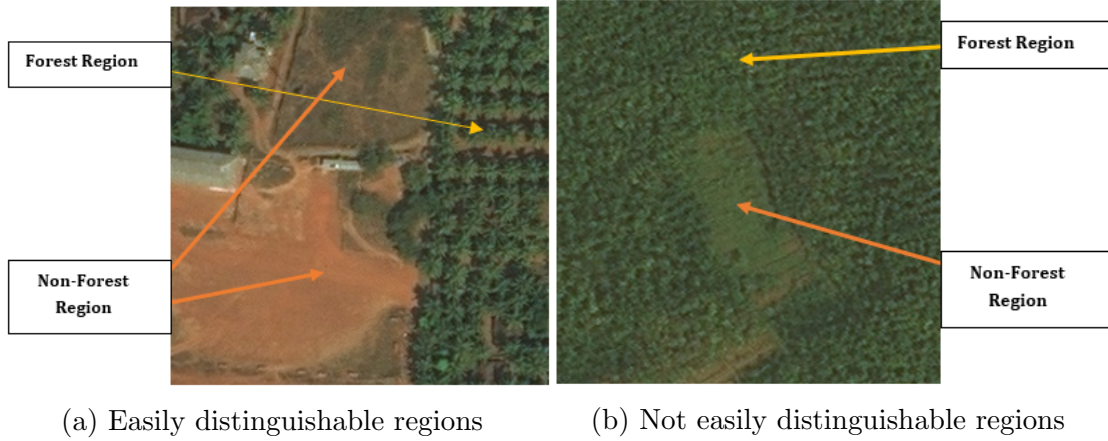 Forest Region
Non-Forest
Region
Forest Region
Non-Forest
Region
(a) Easily distinguishable regions
(b) Not easily distinguishable regions